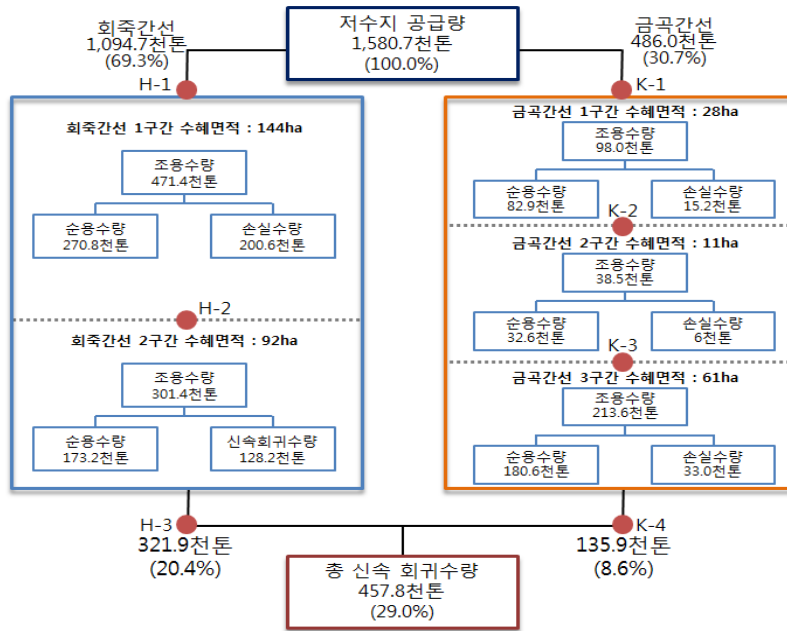 회죽간선
1,094.7천톤
(69.3%)
저수지 공급량
1,580.7천톤
(100.0%)
금곡간선
486.0천톤
(30.7%)
H-1
K-1
회죽간선 1구간 수혜면적 : 144ha
조용수량
471.4천톤
순용수량
270.8천톤
손실수량
200.6천톤
H-2
회죽간선 2구간 수혜면적 : 92ha
조용수량
301.4천톤
순용수량
173.2천톤
신속회귀수량
128.2천톤
금곡간선 1구간 수혜면적 : 28ha
조용수량
98.0천톤
순용수량
82.9천톤
손실수량
15.2천톤
K-2
금곡간선 2구간 수혜면적 : 11ha
조용수량
38.5천톤
순용수량
32.6천톤
손실수량
6천톤
K-3
금곡간선 3구간 수혜면적 : 61ha
조용수량
213.6천톤
순용수량
180.6천톤
손실수량
33.0천톤
H-3
321.9천톤
(20.4%)
K-4
135.9천톤
(8.6%)
총 신속 회귀수량
457.8천톤
(29.0%)